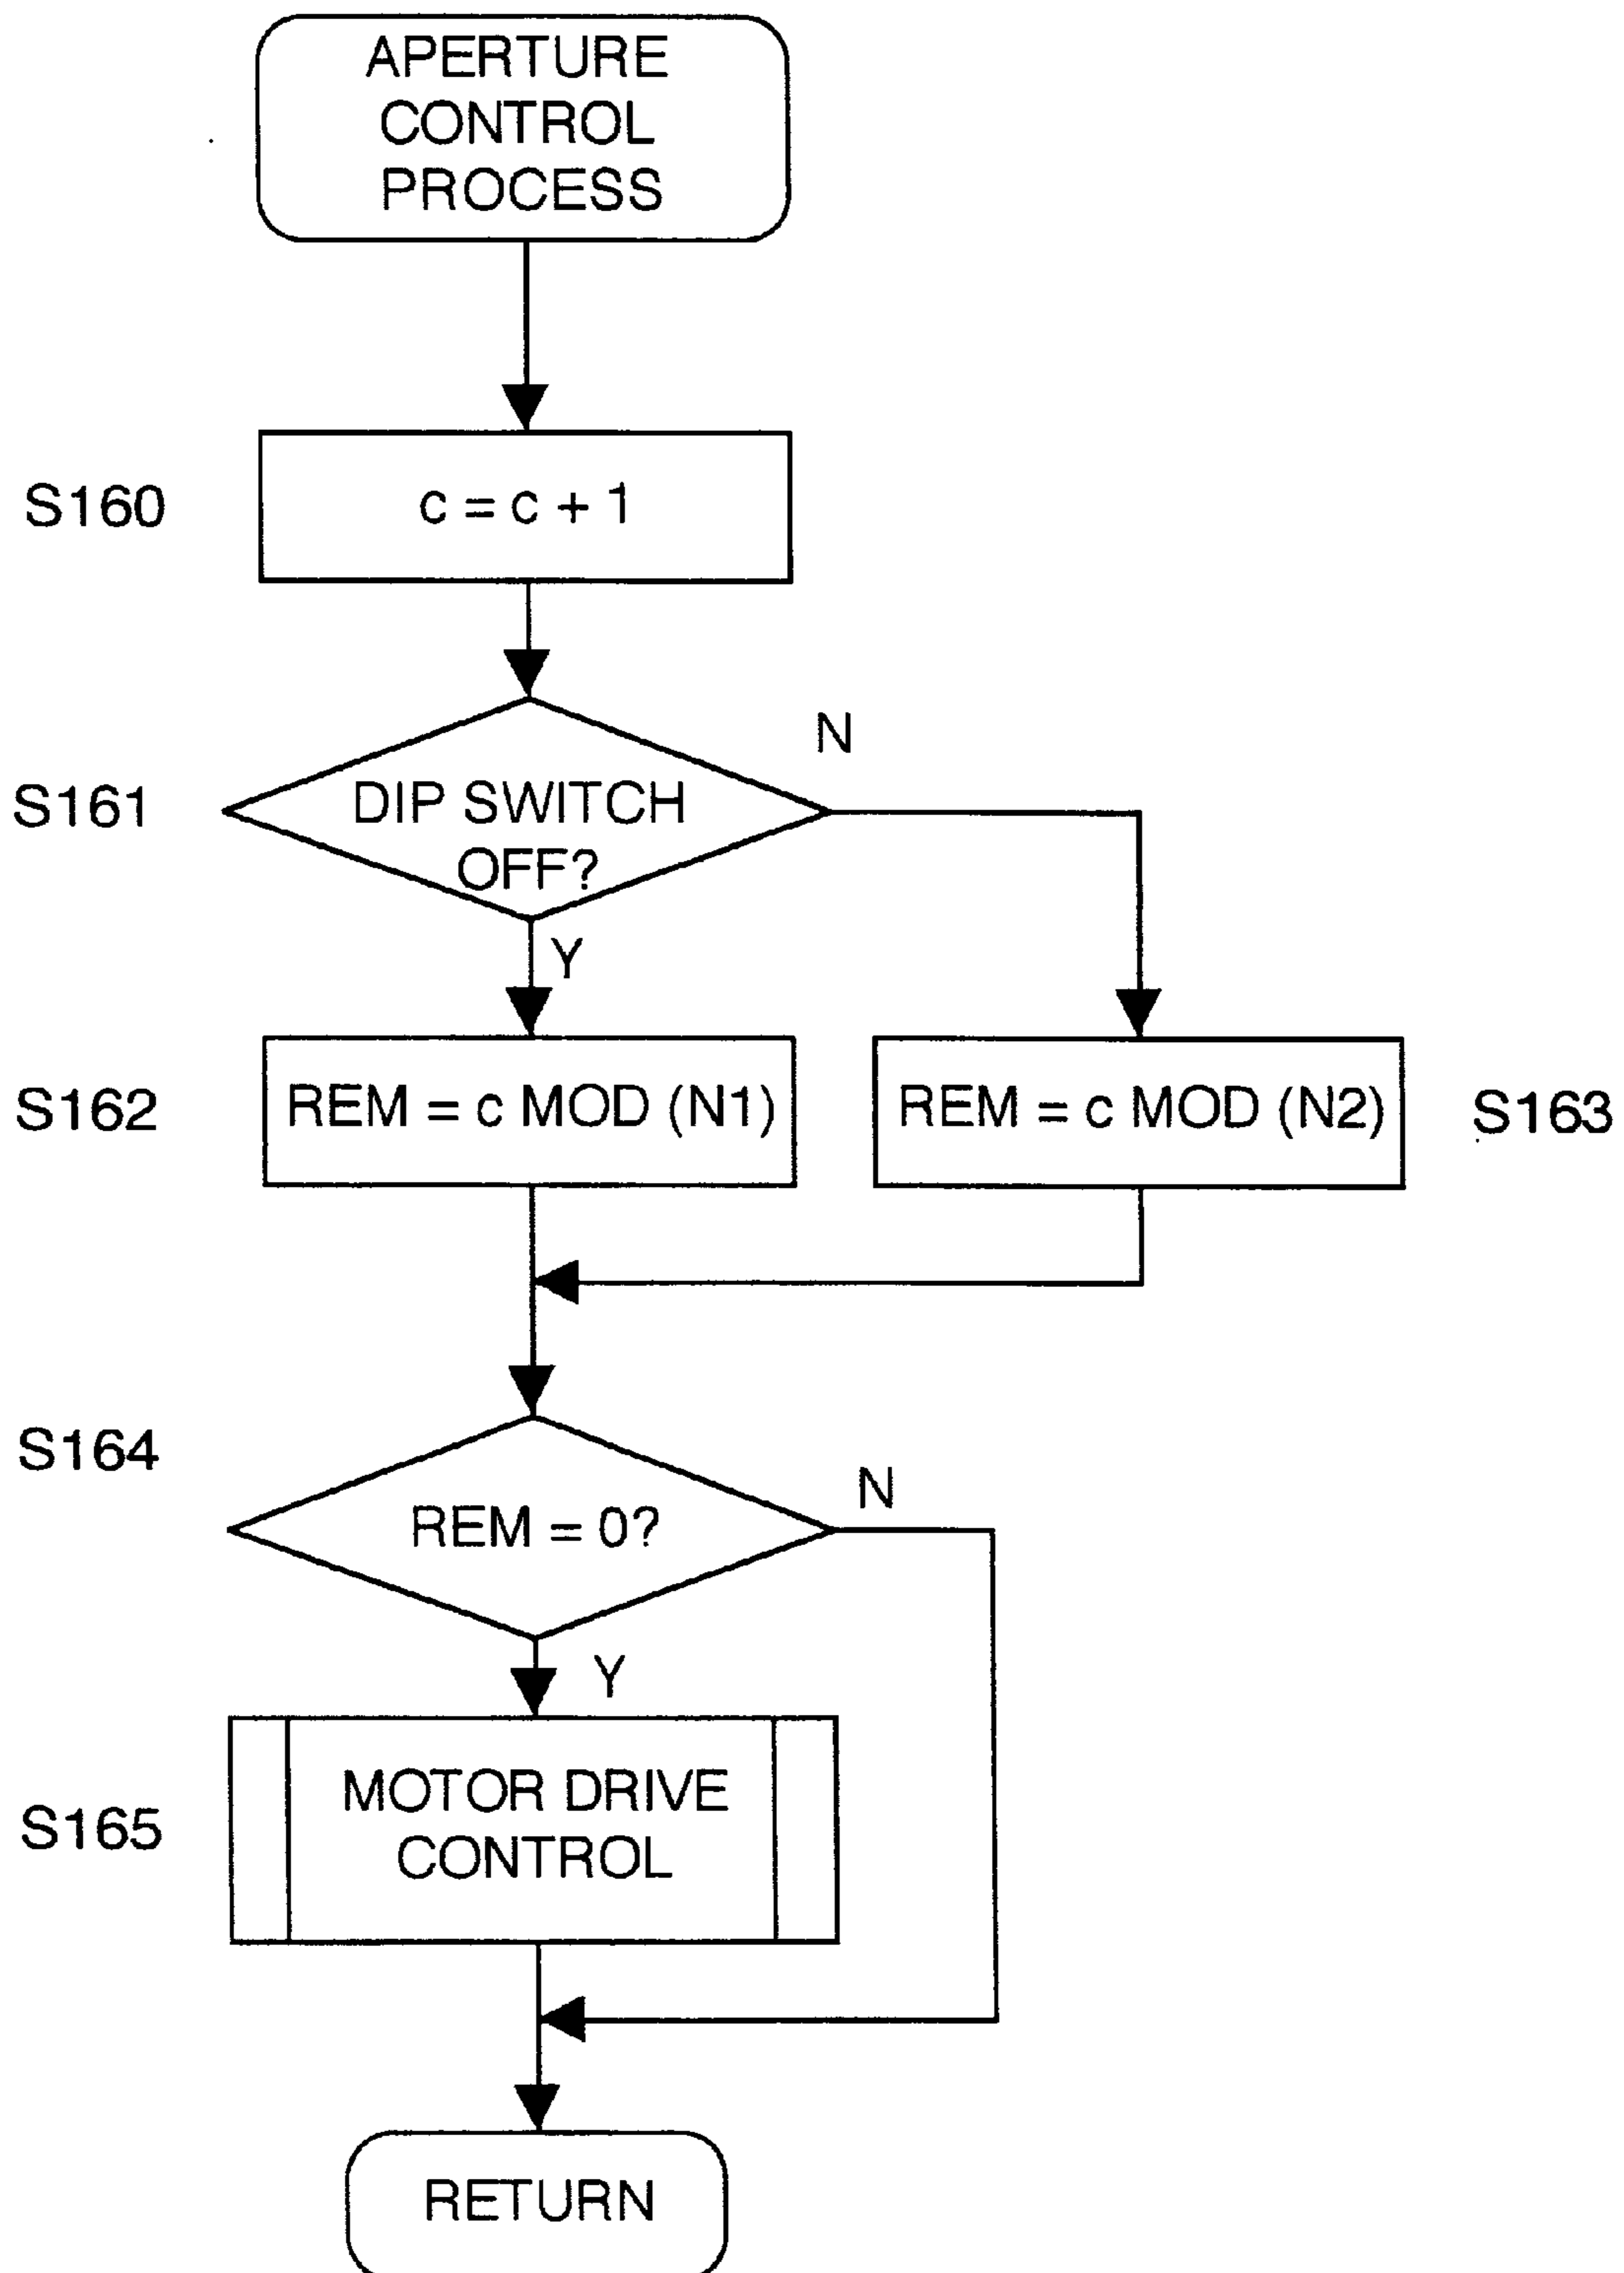 APERTURE
CONTROL
PROCESS
S160
c = c + 1
S161
DIP SWITCH
OFF?
N
Y
S162
REM = c MOD (N1)
REM = c MOD (N2)
S163
S164
REM = 0?
N
Y
S165
MOTOR DRIVE
CONTROL
RETURN